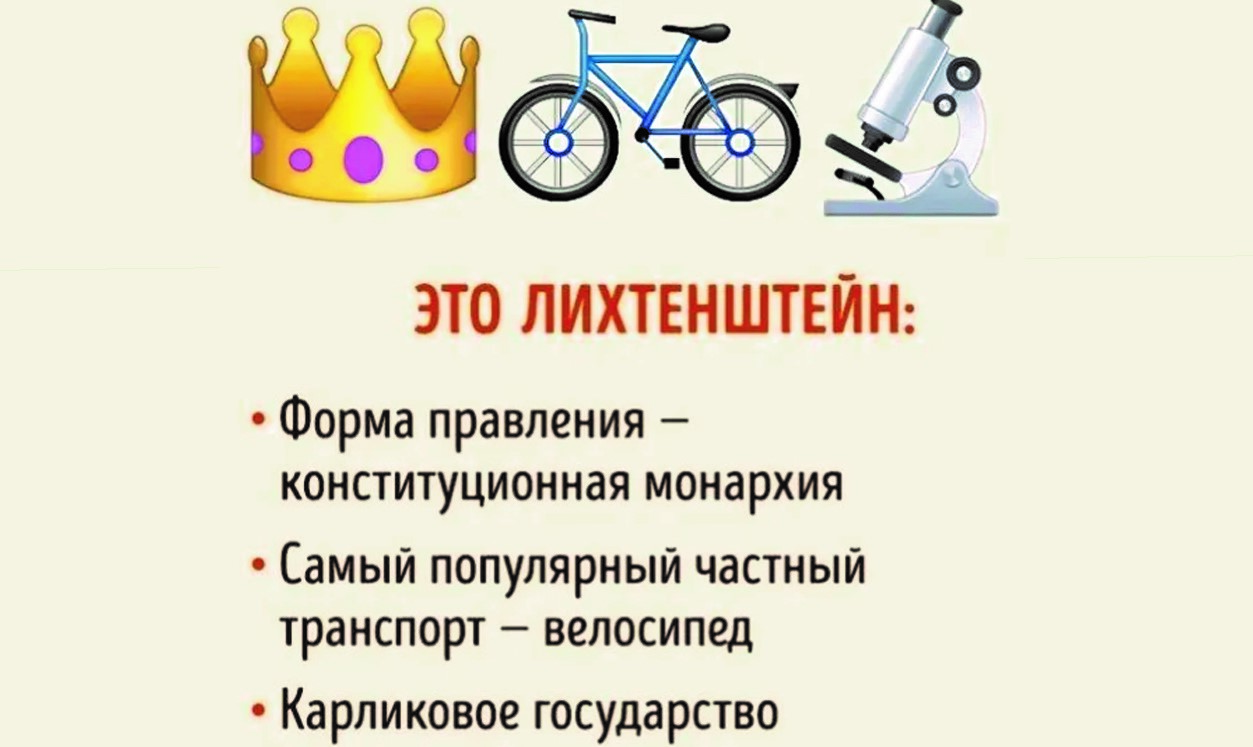 ЭТО ЛИХТЕНШТЕЙН:
• Форма правления –
конституционная монархия
• Самый популярный частный
транспорт – велосипед
• Карликовое государство